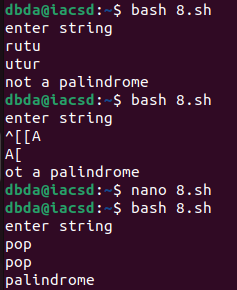 dbda@iacsd:~$ bash 8.sh
enter string
rutu
utur
not a palindrome
dbda@iacsd:~$ bash 8.sh
enter string
^[[A
A[
ot a palindrome
dbda@iacsd:~$ nano 8.sh
dbda@iacsd:~$ bash 8.sh
enter string
pop
pop
palindrome